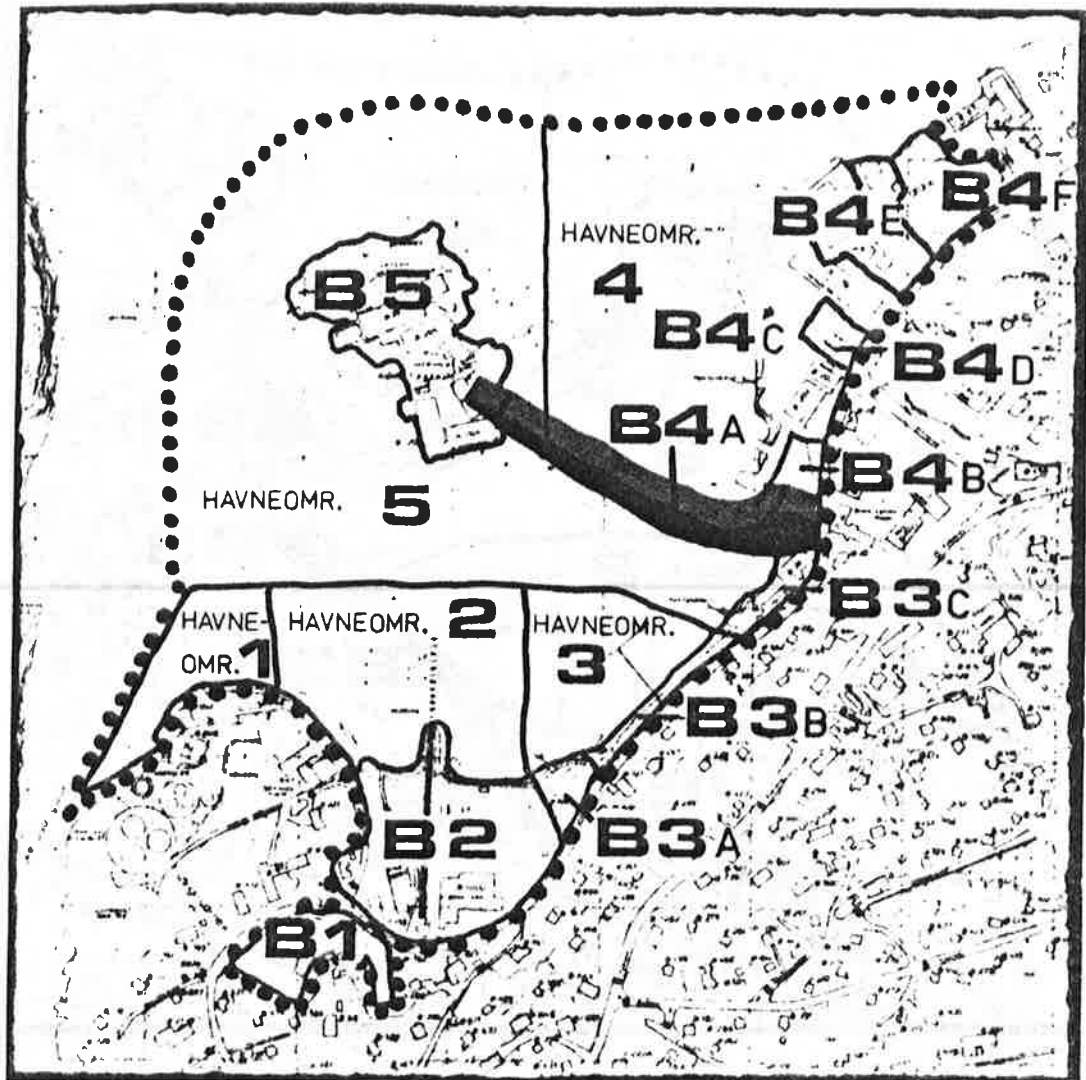 B4F
B4E
HAVNEOMR.
4
B5
B4C
B4D
B4A
B4B
HAVNEOMR. 5
B3C
HAVNE-
OMR. 1
HAVNEOMR. 2
HAVNEOMR.
3
B3B
B2
B3A
B1